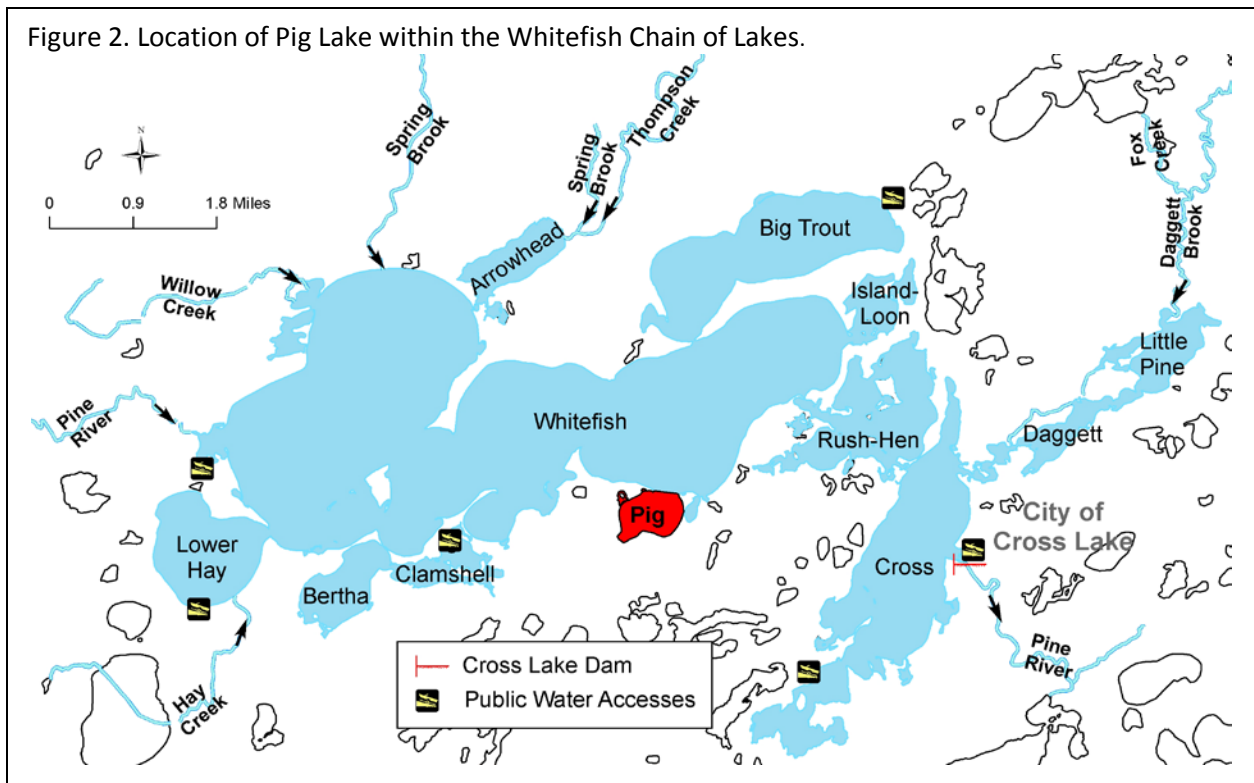 Figure 2. Location of Pig Lake within the Whitefish Chain of Lakes.
N
0 0.9 1.8 Miles
Spring
Brook
Spring
Brook
Thompson
Creek
Fox
Creek
Daggett
Brook
Willow
Creek
Arrowhead
Big Trout
Island-
Loon
Little
Pine
Pine
River
Whitefish
Rush-Hen
Daggett
Pig
City of
Cross Lake
Lower
Hay
Bertha
Clamshell
Cross
Pine
River
Hay
Creek
Cross Lake Dam
Public Water Accesses